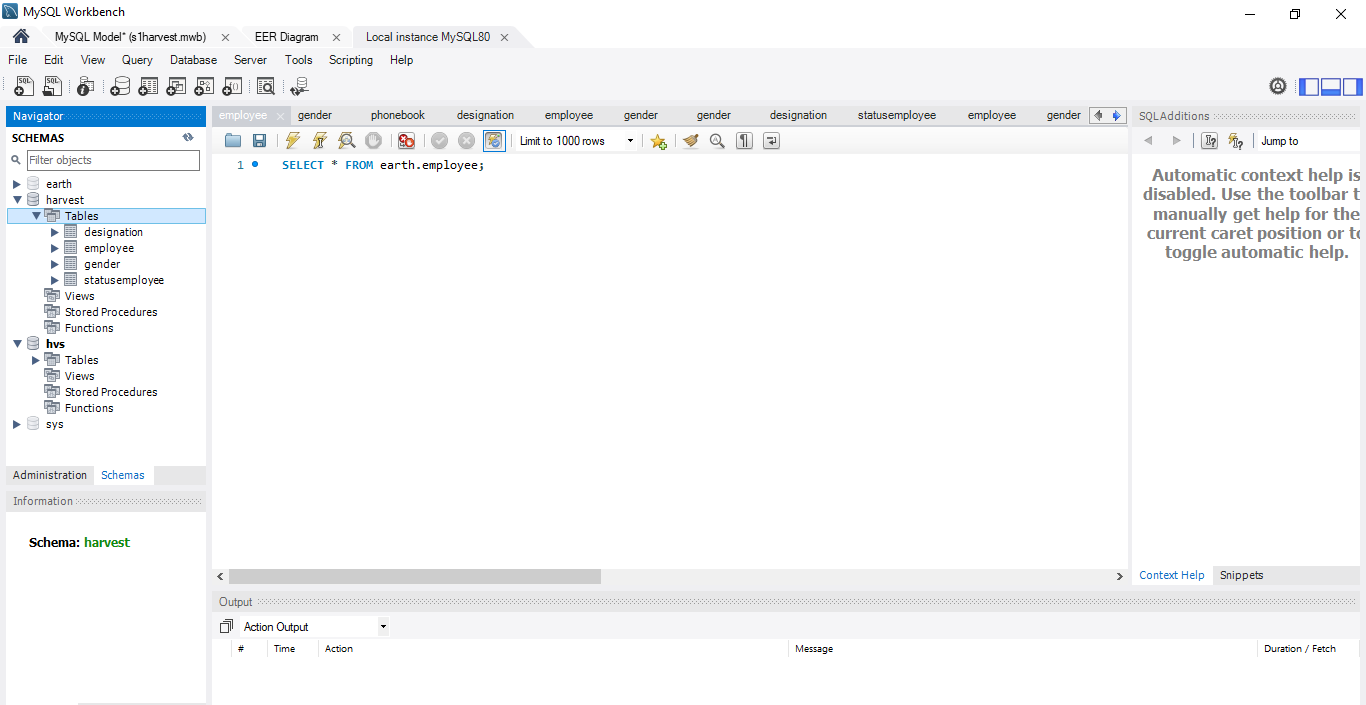 MySQL Workbench
MySQL Model* (s1harvest.mwb) EER Diagram Local instance MySQL80
File Edit View Query Database Server Tools Scripting Help
Navigator
SCHEMAS
Filter objects
earth
harvest
Tables
designation
employee
gender
statusemployee
Views
Stored Procedures
Functions
hvs
Tables
Views
Stored Procedures
Functions
sys
Administration Schemas
Information
Schema: harvest
employee gender phonebook designation employee gender gender designation statusemployee employee gender
Limit to 1000 rows
1 SELECT * FROM earth.employee;
SQLAdditions
Jump to
Automatic context help is
disabled. Use the toolbar t
manually get help for the
current caret position or to
toggle automatic help.
Context Help Snippets
Output
Action Output
# Time Action Message Duration / Fetch